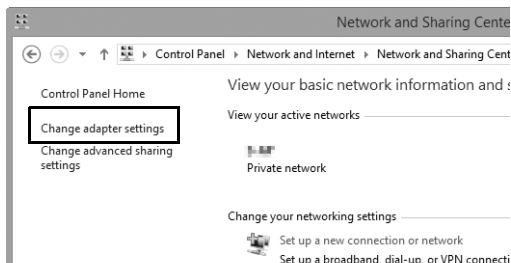 Network and Sharing Cente
Control Panel
Network and Internet
Network and Sharing Cent
Control Panel Home
Change adapter settings
Change advanced sharing
settings
View your basic network information and s
View your active networks
Private network
Change your networking settings
Set up a new connection or network
Set up a broadband, dial-up, or VPN connecti